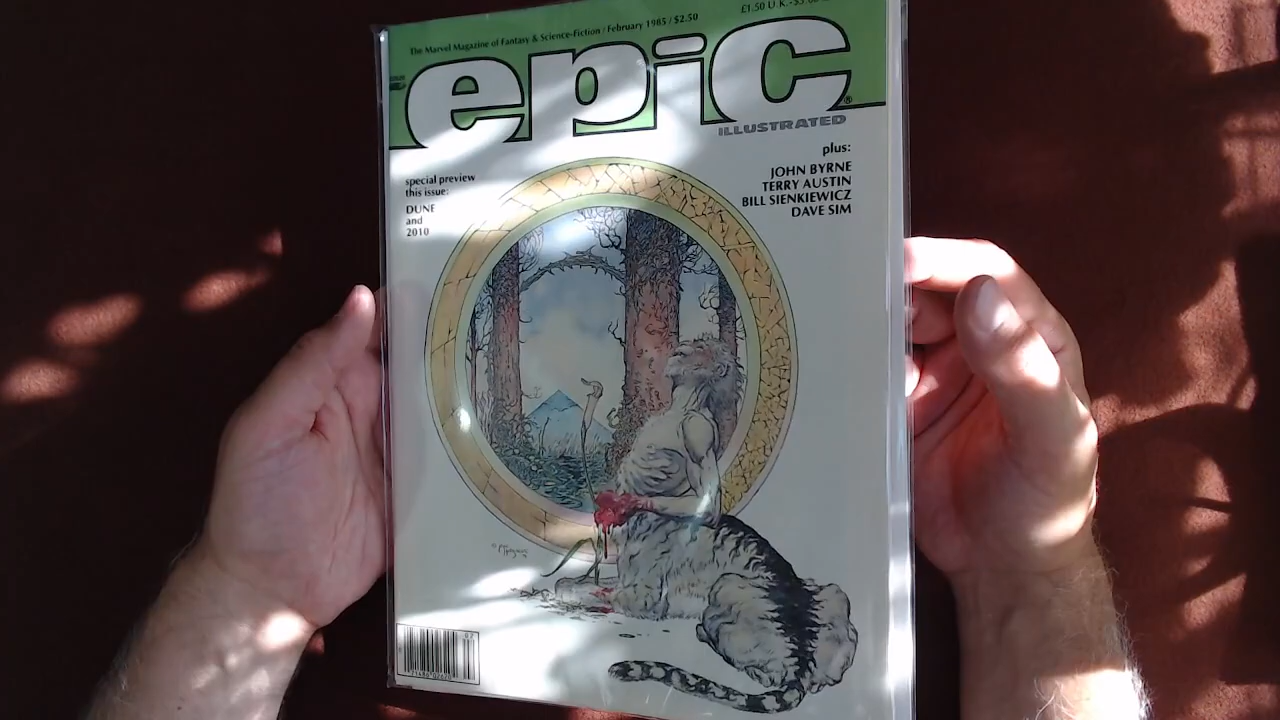 The Marvel Magazine of Fantasy & Science-Fiction / February 1985 / $2.50
£1.50 U.K.
epic
®
ILLUSTRATED
special preview
this issue:
DUNE
and
2010
plus:
JOHN BYRNE
TERRY AUSTIN
BILL SIENKIEWICZ
DAVE SIM
02